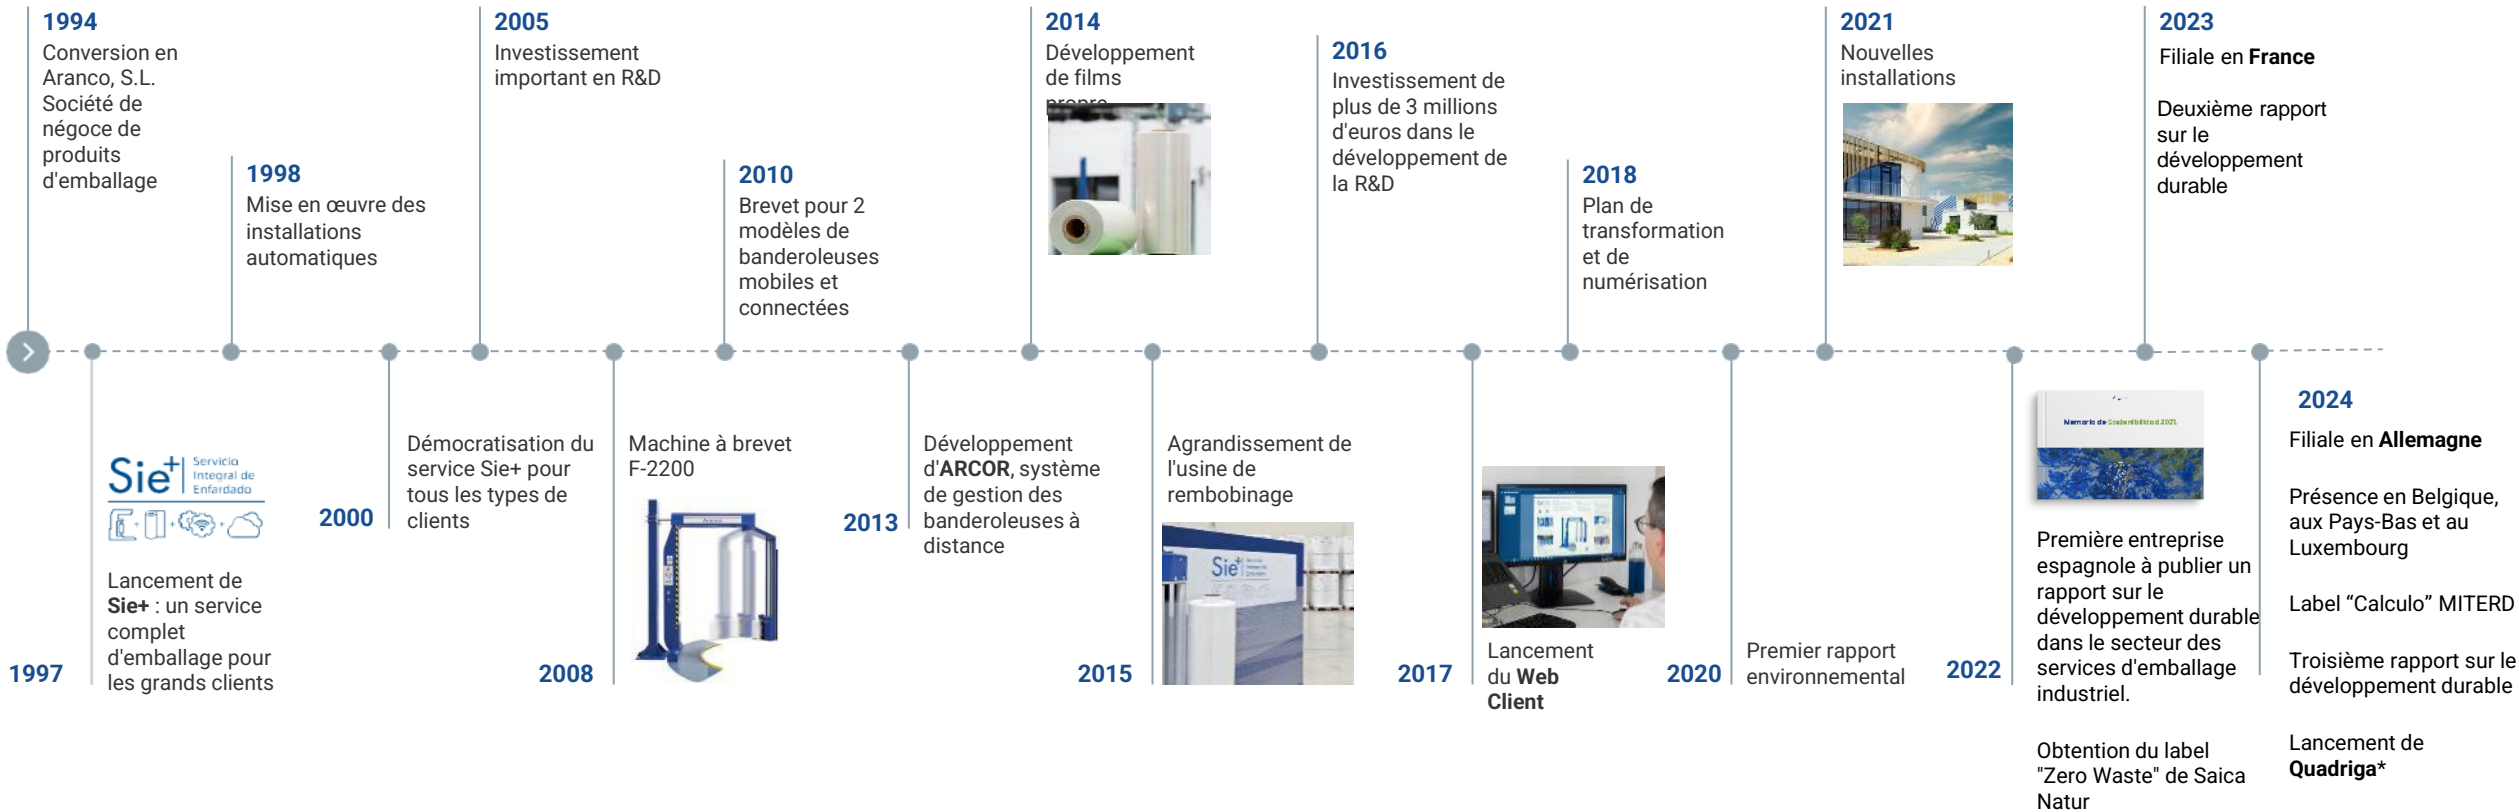 1994
Conversion en
Aranco, S.L.
Société de
négoce de
produits
d'emballage
1997
Sie+
Servicio
Integral de
Enfardado
Lancement de
Sie+ : un service
complet
d'emballage pour
les grands clients
1998
Mise en œuvre des
installations
automatiques
2000
Démocratisation du
service Sie+ pour
tous les types de
clients
2005
Investissement
important en R&D
2008
Machine à brevet
F-2200
2010
Brevet pour 2
modèles de
banderoleuses
mobiles et
connectées
2013
Développement
d'ARCOR, système
de gestion des
banderoleuses à
distance
2014
Développement
de films
propre
2015
Agrandissement de
l'usine de
rembobinage
Sie+
2016
Investissement de
plus de 3 millions
d'euros dans le
développement de
la R&D
2017
Lancement
du Web
Client
2018
Plan de
transformation
et de
numérisation
2020
Premier rapport
environnemental
2021
Nouvelles
installations
2022
Memoria de Sostenibilidad 2021
Première entreprise
espagnole à publier un
rapport sur le
développement durable
dans le secteur des
services d'emballage
industriel.
Obtention du label
"Zero Waste" de Saica
Natur
2023
Filiale en France
Deuxième rapport
sur le
développement
durable
2024
Filiale en Allemagne
Présence en Belgique,
aux Pays-Bas et au
Luxembourg
Label “Calculo” MITERD
Troisième rapport sur le
développement durable
Lancement de
Quadriga*